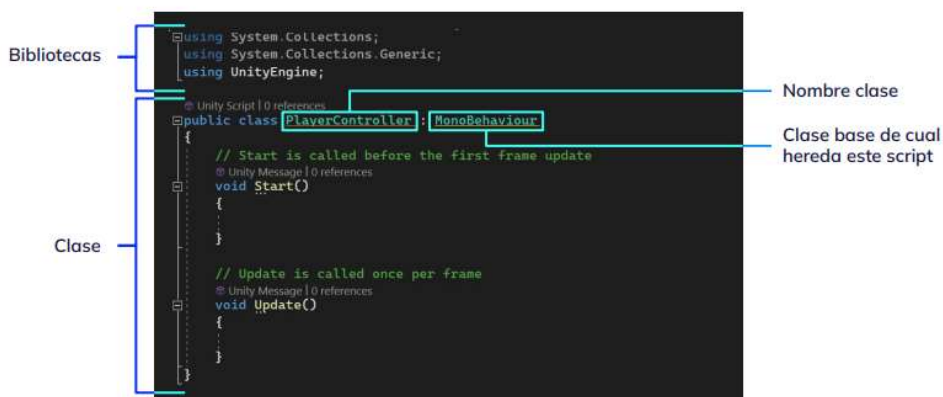 Bibliotecas
using System.Collections;
using System.Collections.Generic;
using UnityEngine;
Nombre clase
Unity Script | 0 references
public class PlayerController : MonoBehaviour
Clase base de cual
hereda este script
{
// Start is called before the first frame update
Unity Message | 0 references
void Start()
{
}
Clase
// Update is called once per frame
Unity Message | 0 references
void Update()
{
}
}